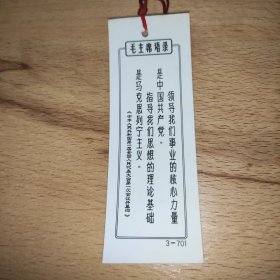 毛主席语录
领导我们事业的核心力量
是中国共产党。
指导我们思想的理论基础
是马克思列宁主义。
3-701